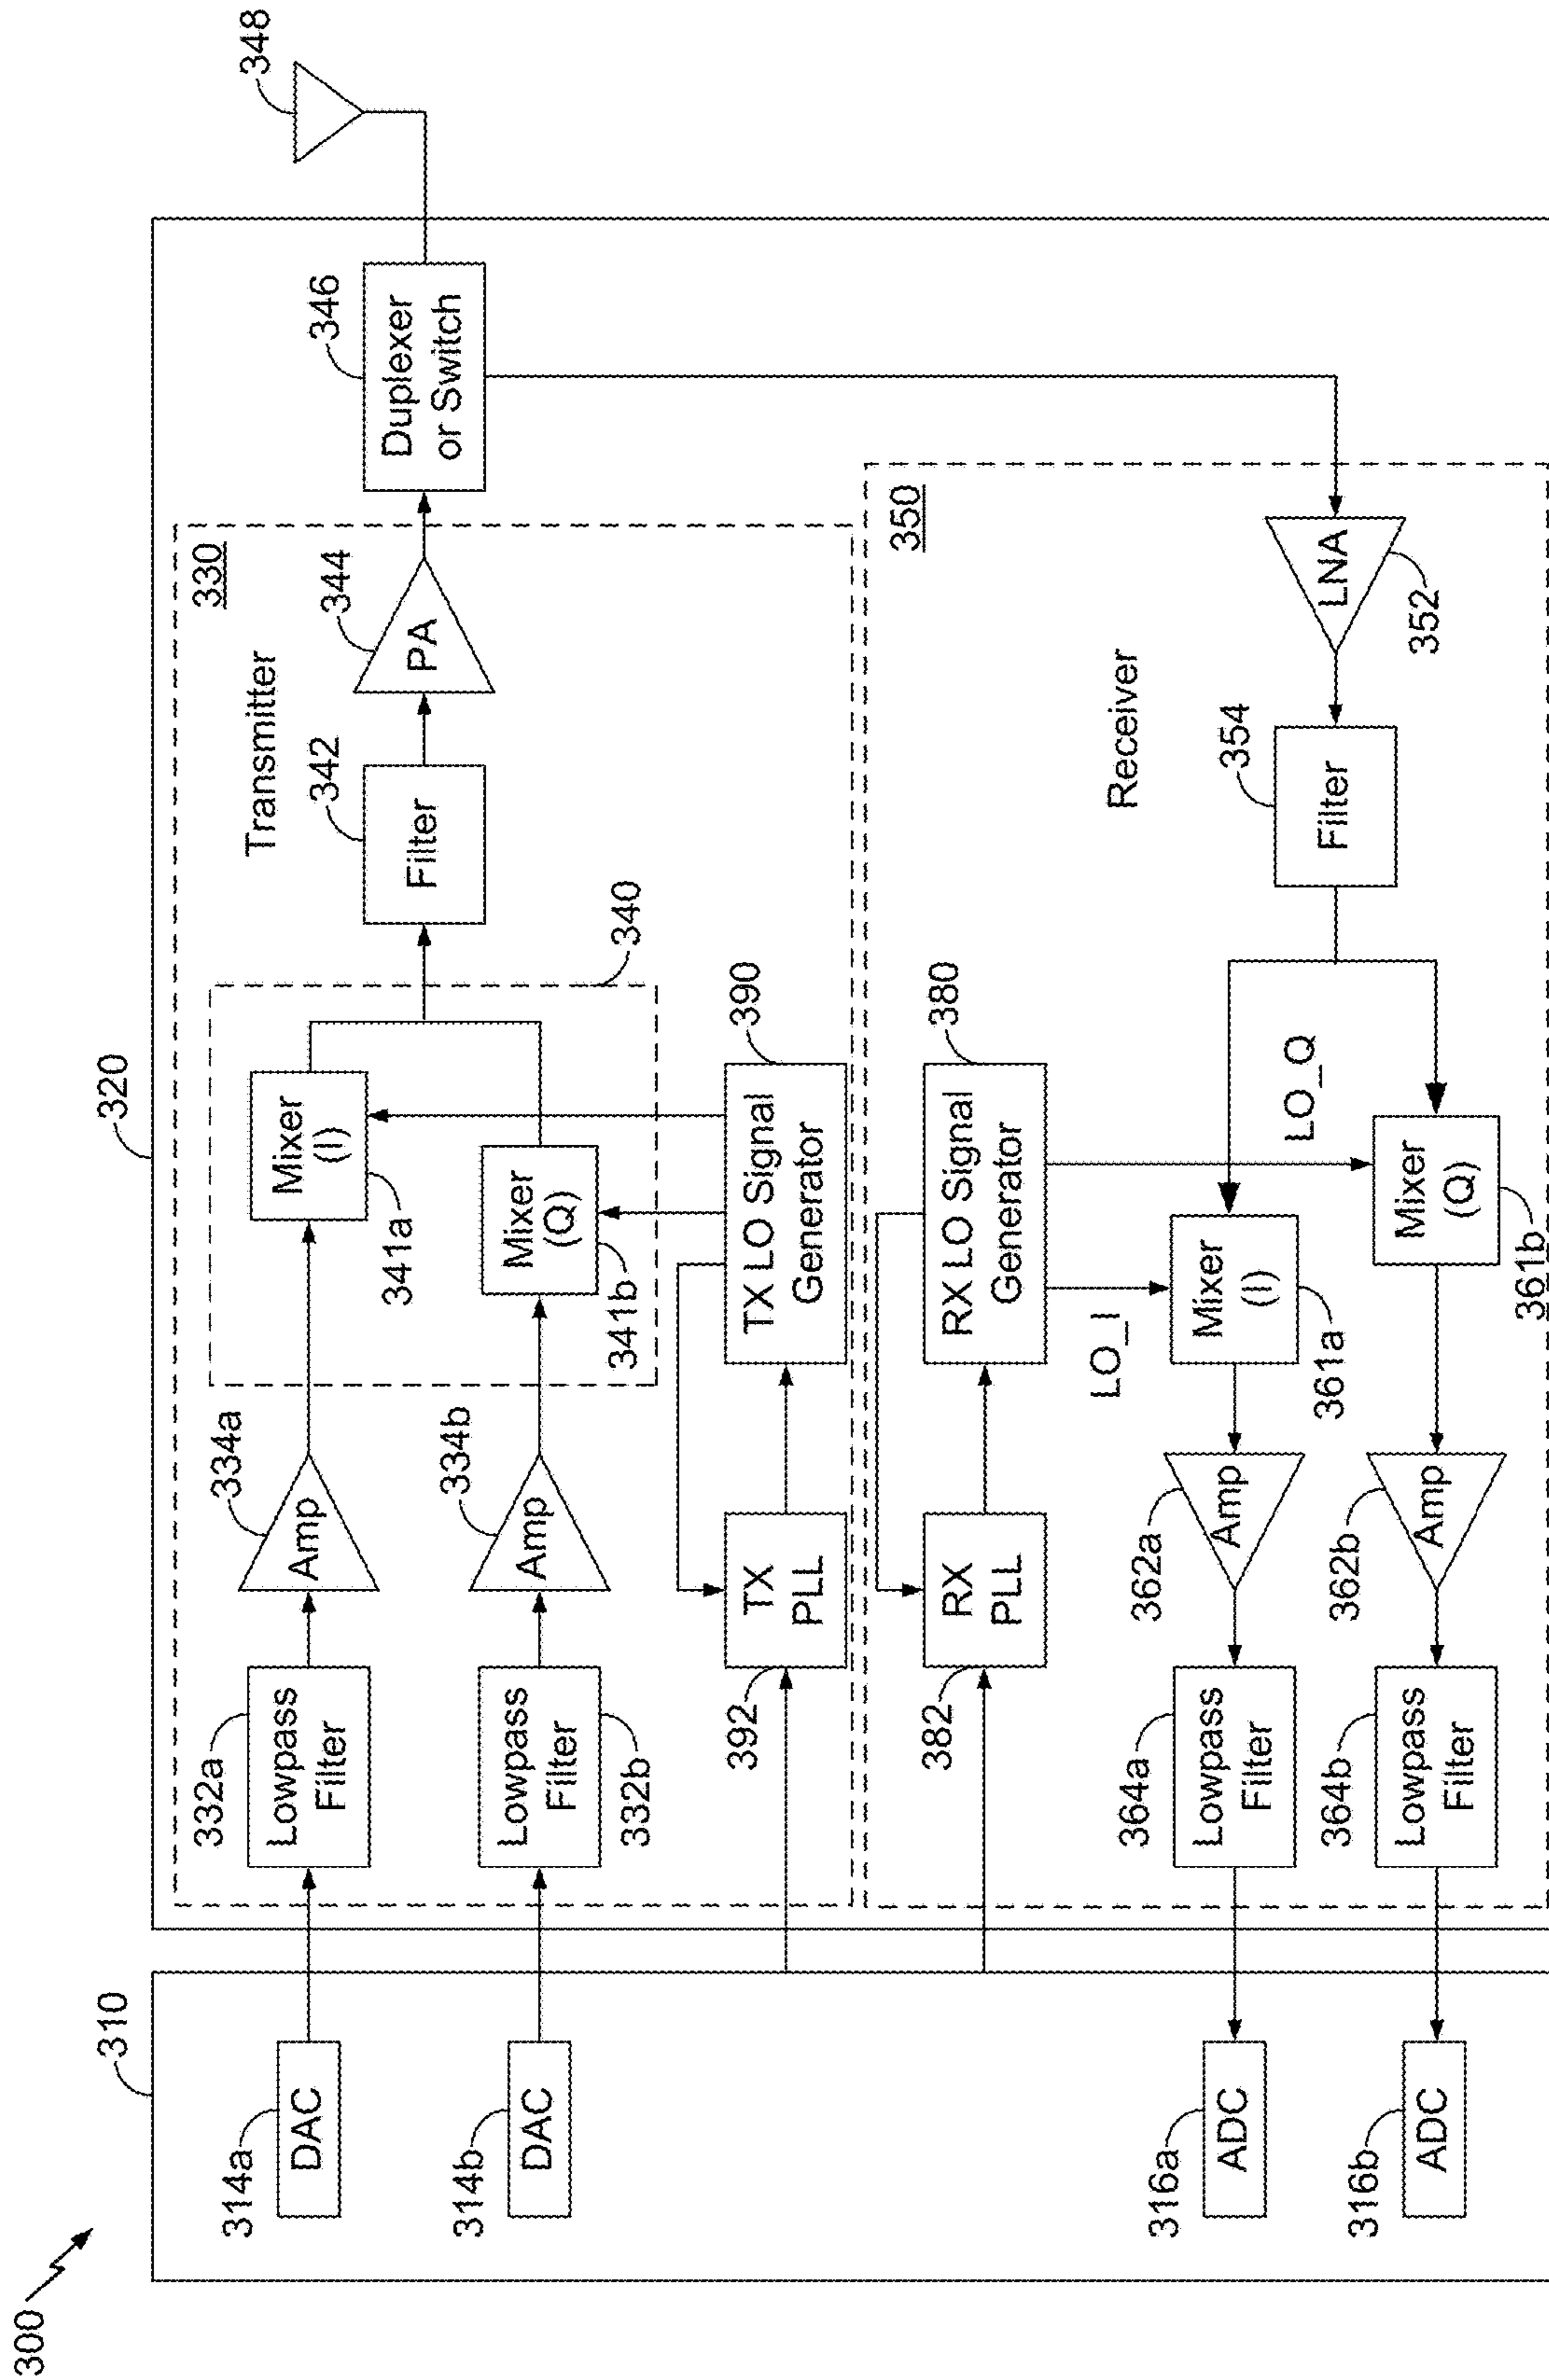 300
310
320
314a
DAC
332a
Lowpass
Filter
334a
Amp
Mixer
(I)
341a
Transmitter
330
342
Filter
344
PA
346
Duplexer
or Switch
348
314b
DAC
332b
Lowpass
Filter
334b
Amp
341b
Mixer
(Q)
340
392
TX
PLL
TX LO Signal
Generator
390
350
382
RX
PLL
RX LO Signal
Generator
380
Receiver
LO_I
LO_Q
316a
ADC
364a
Lowpass
Filter
362a
Amp
Mixer
(I)
361a
354
Filter
LNA
352
316b
ADC
364b
Lowpass
Filter
362b
Amp
Mixer
(Q)
361b